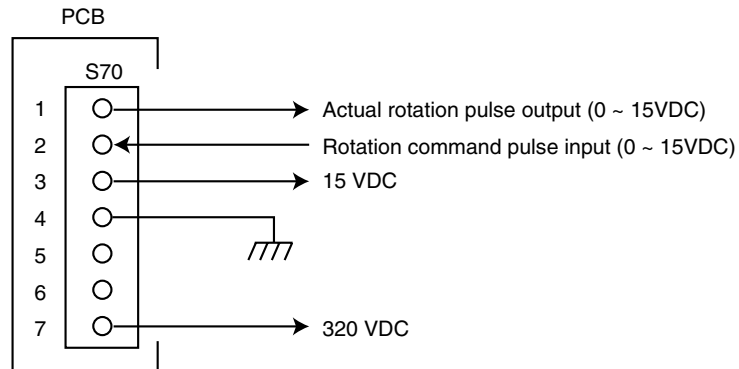 PCB
S70
1 Actual rotation pulse output (0 ~ 15VDC)
2 Rotation command pulse input (0 ~ 15VDC)
3 15 VDC
4
5
6
7 320 VDC